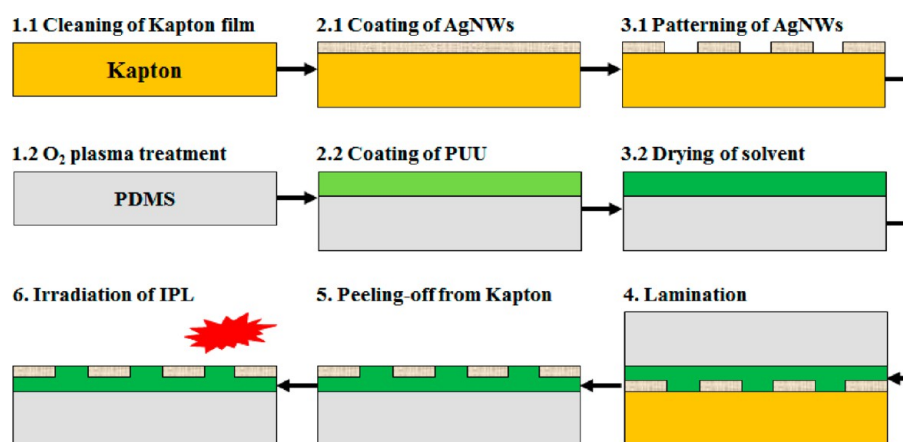 1.1 Cleaning of Kapton film
2.1 Coating of AgNWs
3.1 Patterning of AgNWs
Kapton
1.2 O₂ plasma treatment
2.2 Coating of PUU
3.2 Drying of solvent
PDMS
6. Irradiation of IPL
5. Peeling-off from Kapton
4. Lamination